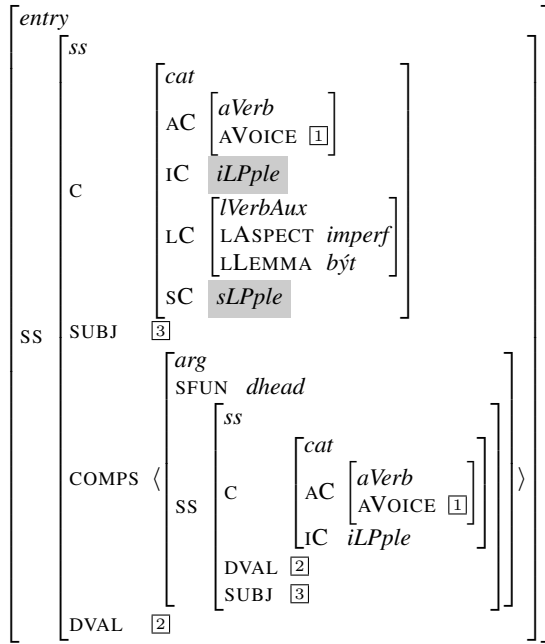 entry
ss
cat
AC aVerb
AVOICE 1
IC iLPple
C
LC lVerbAux
LASPECT imperf
LLEMMA být
SC sLPple
SS SUBJ 3
arg
SFUN dhead
ss
cat
COMPS ⟨ SS C AC aVerb ⟩
AVOICE 1
IC iLPple
DVAL 2
SUBJ 3
DVAL 2